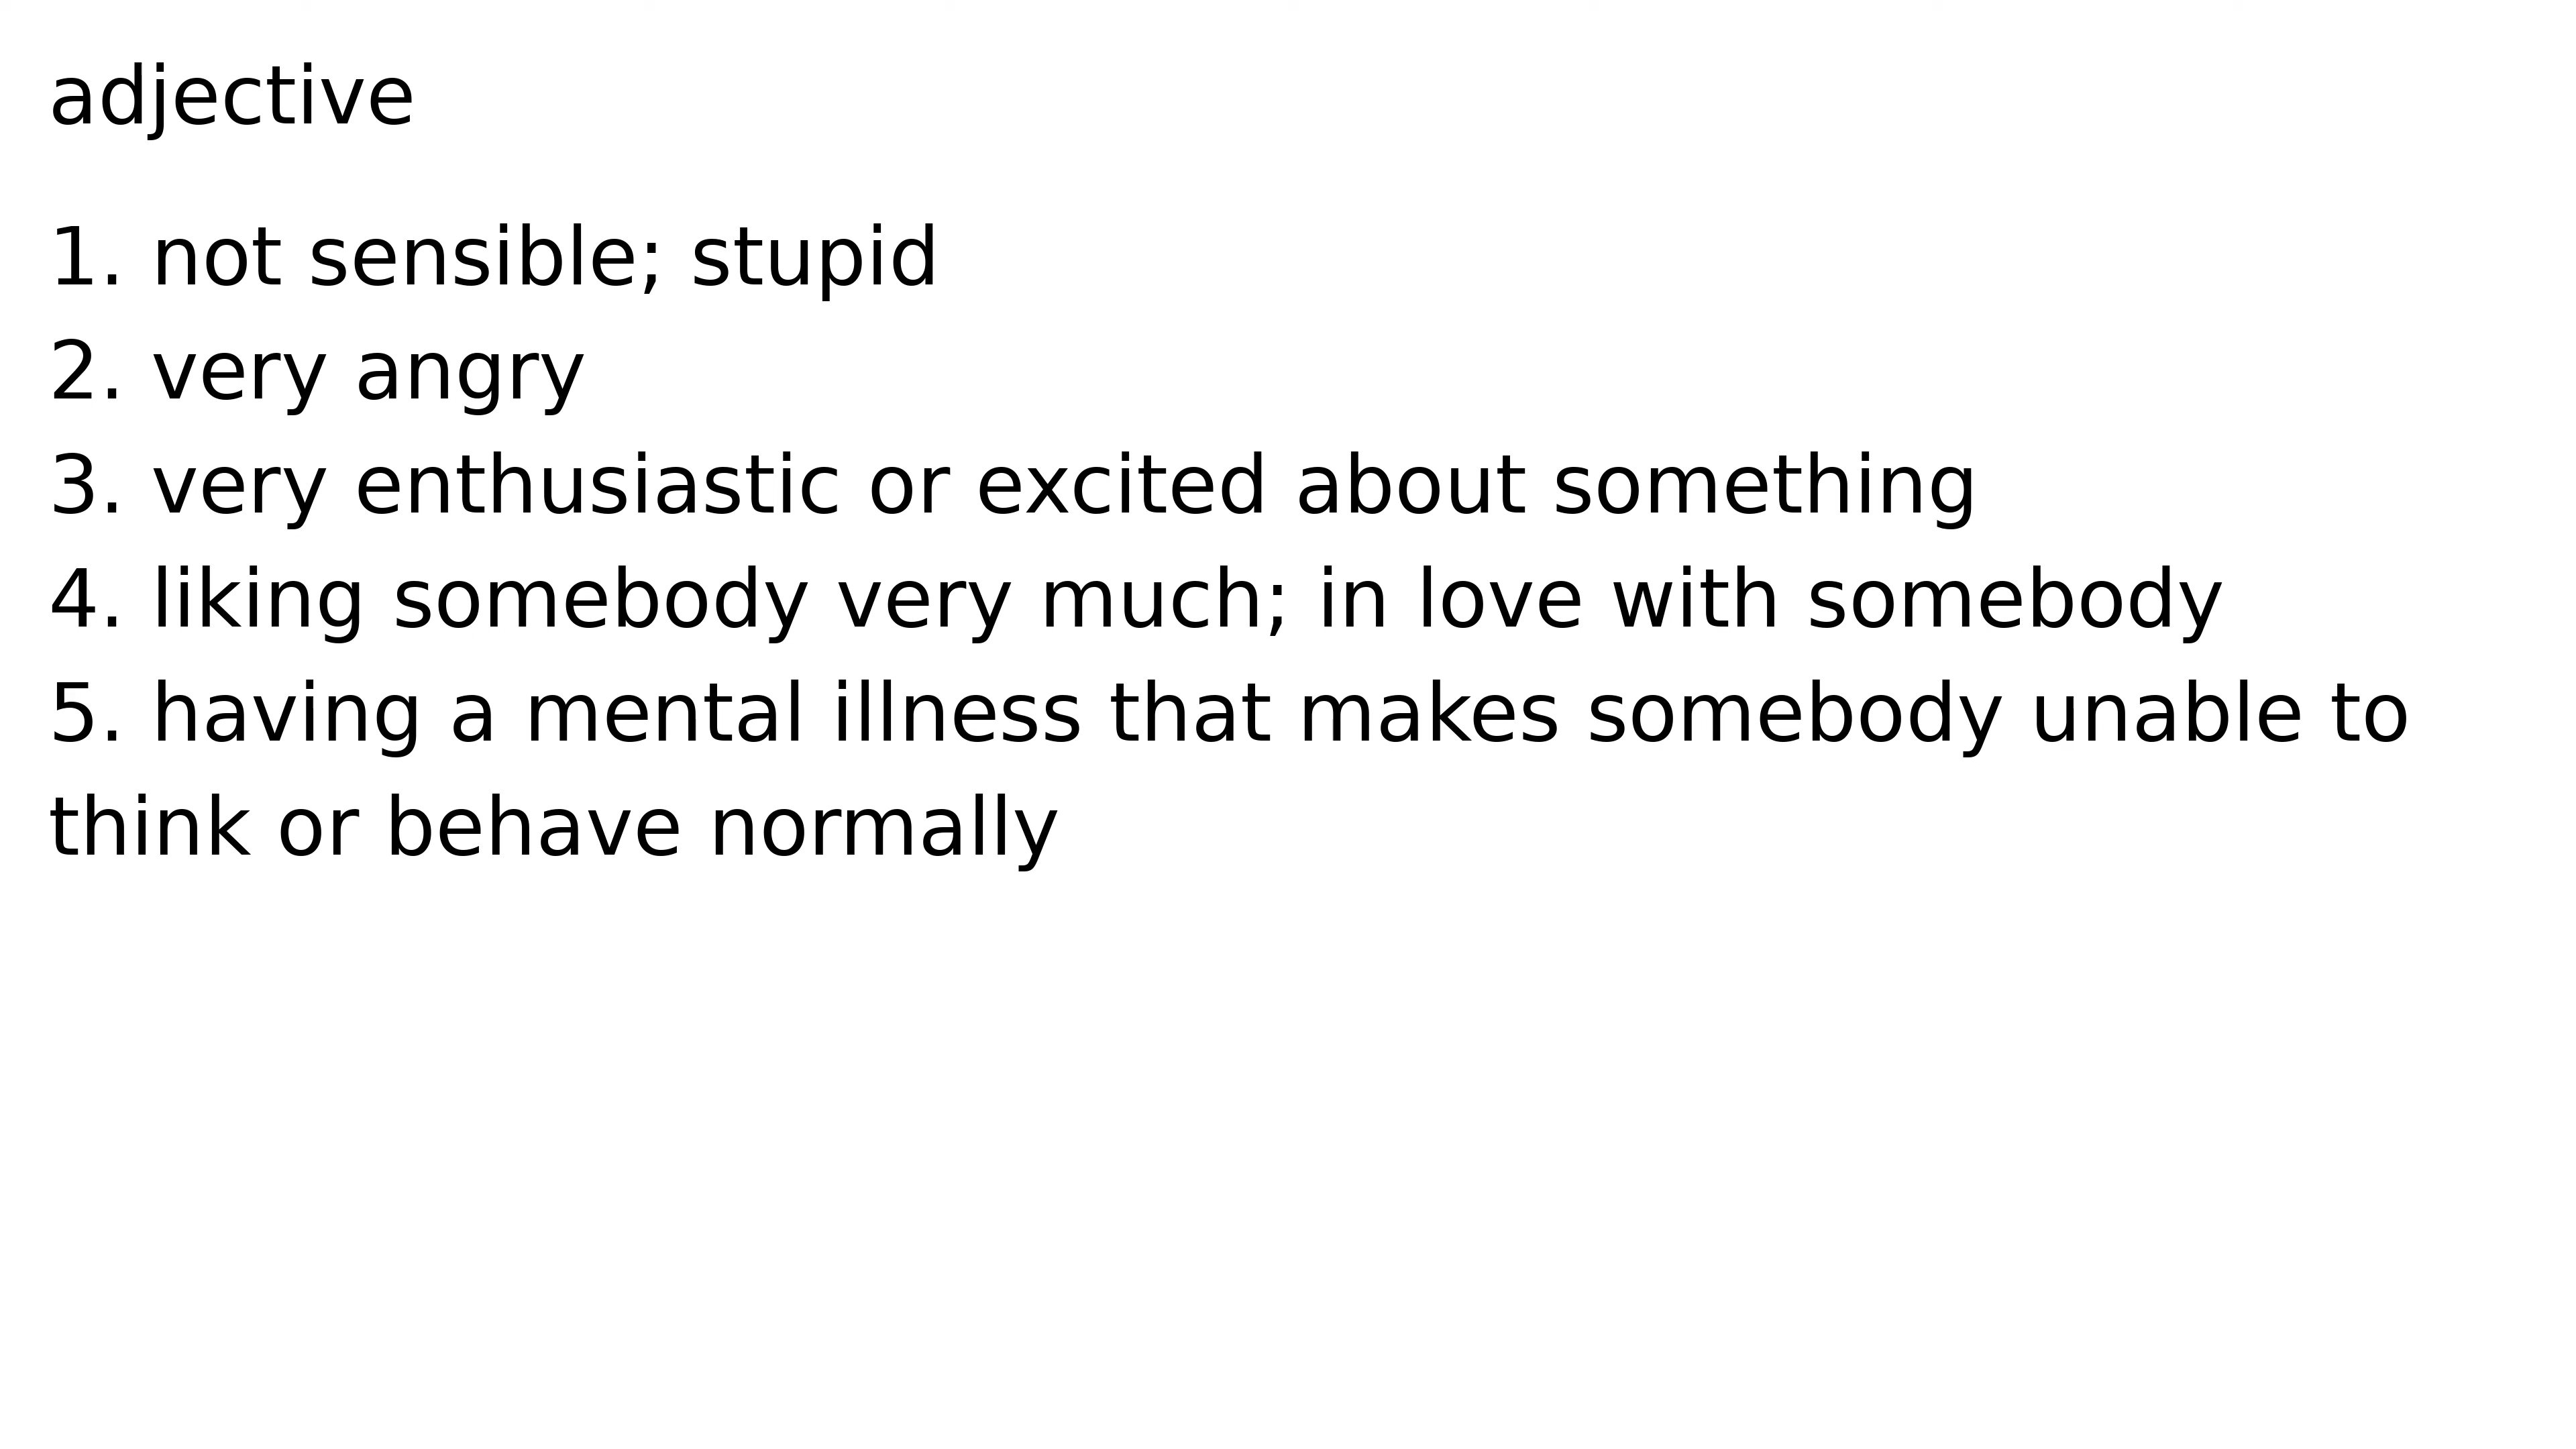 adjective
1. not sensible; stupid
2. very angry
3. very enthusiastic or excited about something
4. liking somebody very much; in love with somebody
5. having a mental illness that makes somebody unable to
think or behave normally